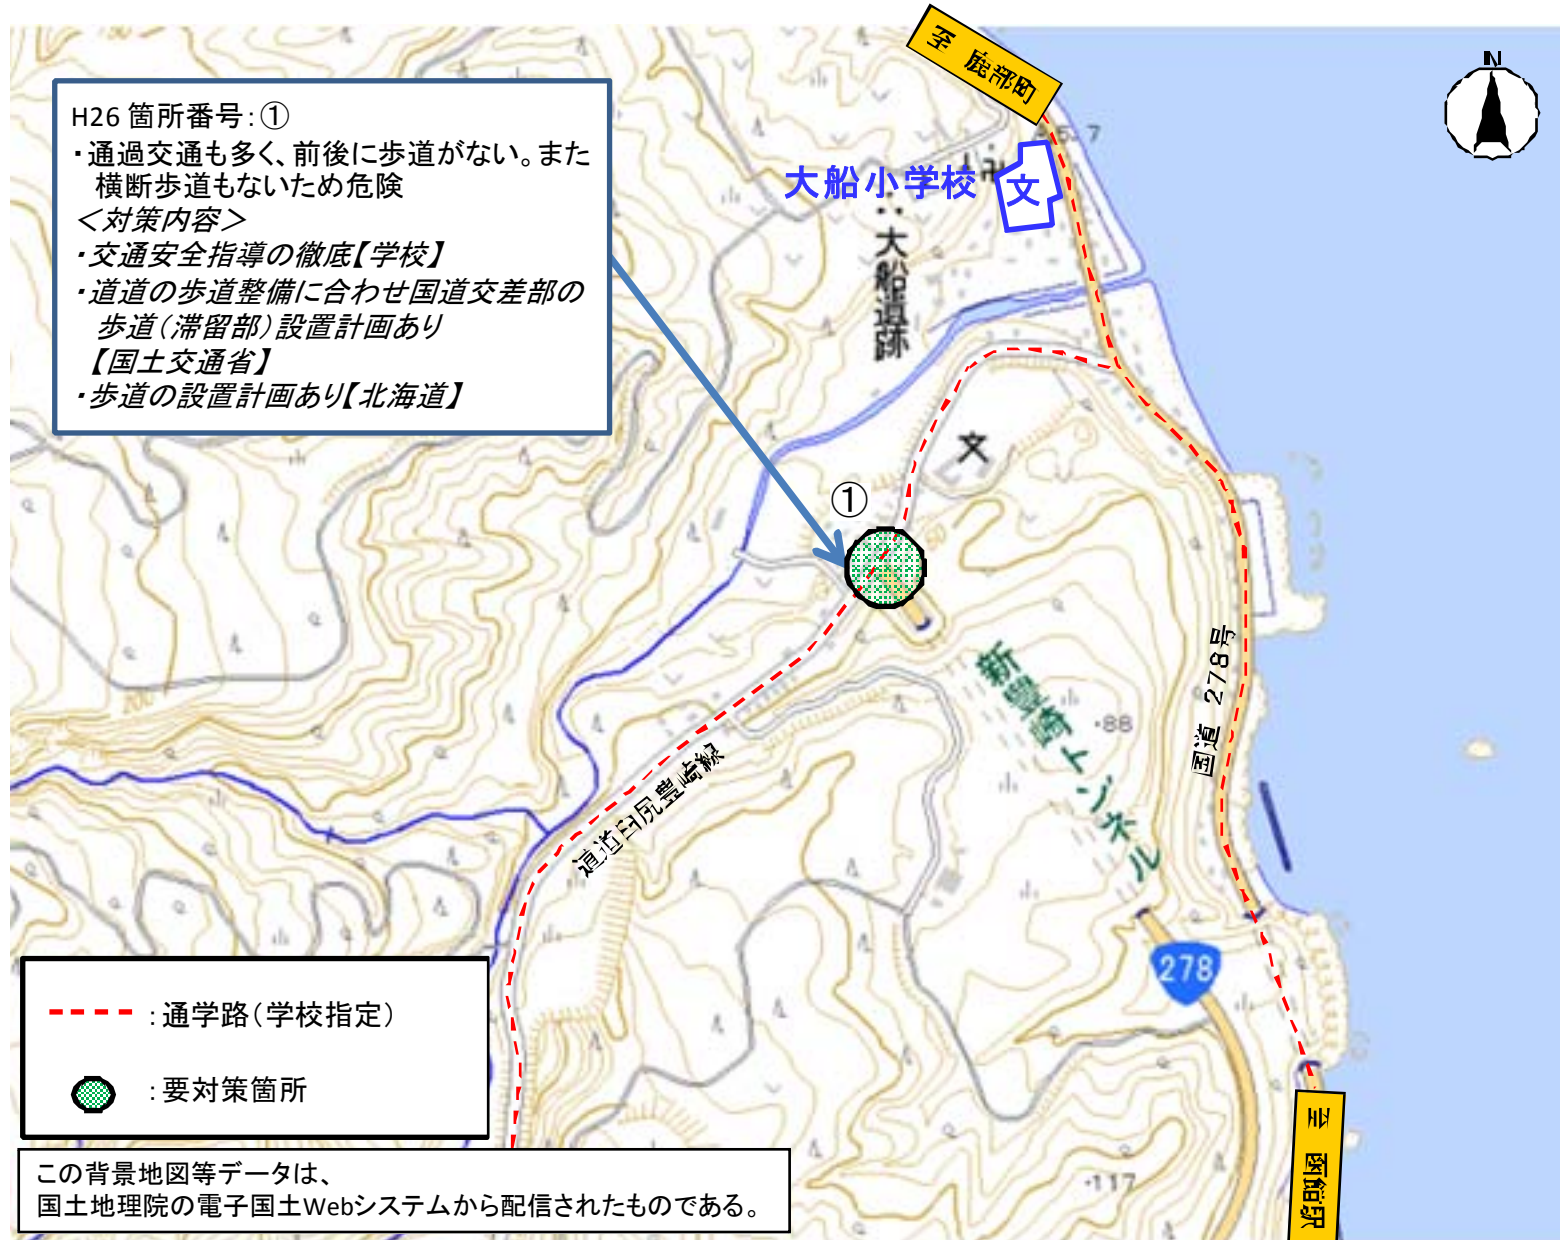 至 鹿部町
N
H26 箇所番号:①
・通過交通も多く、前後に歩道がない。また
横断歩道もないため危険
＜対策内容＞
・交通安全指導の徹底【学校】
・道道の歩道整備に合わせ国道交差部の
歩道(滞留部)設置計画あり
【国土交通省】
・歩道の設置計画あり【北海道】
大船小学校
文
∴大船遺跡
文
①
新豊崎トンネル
・88
国道 278号
道道臼尻豊崎線
278
:通学路(学校指定)
:要対策箇所
この背景地図等データは、
国土地理院の電子国土Webシステムから配信されたものである。
・117
至 函館駅
200